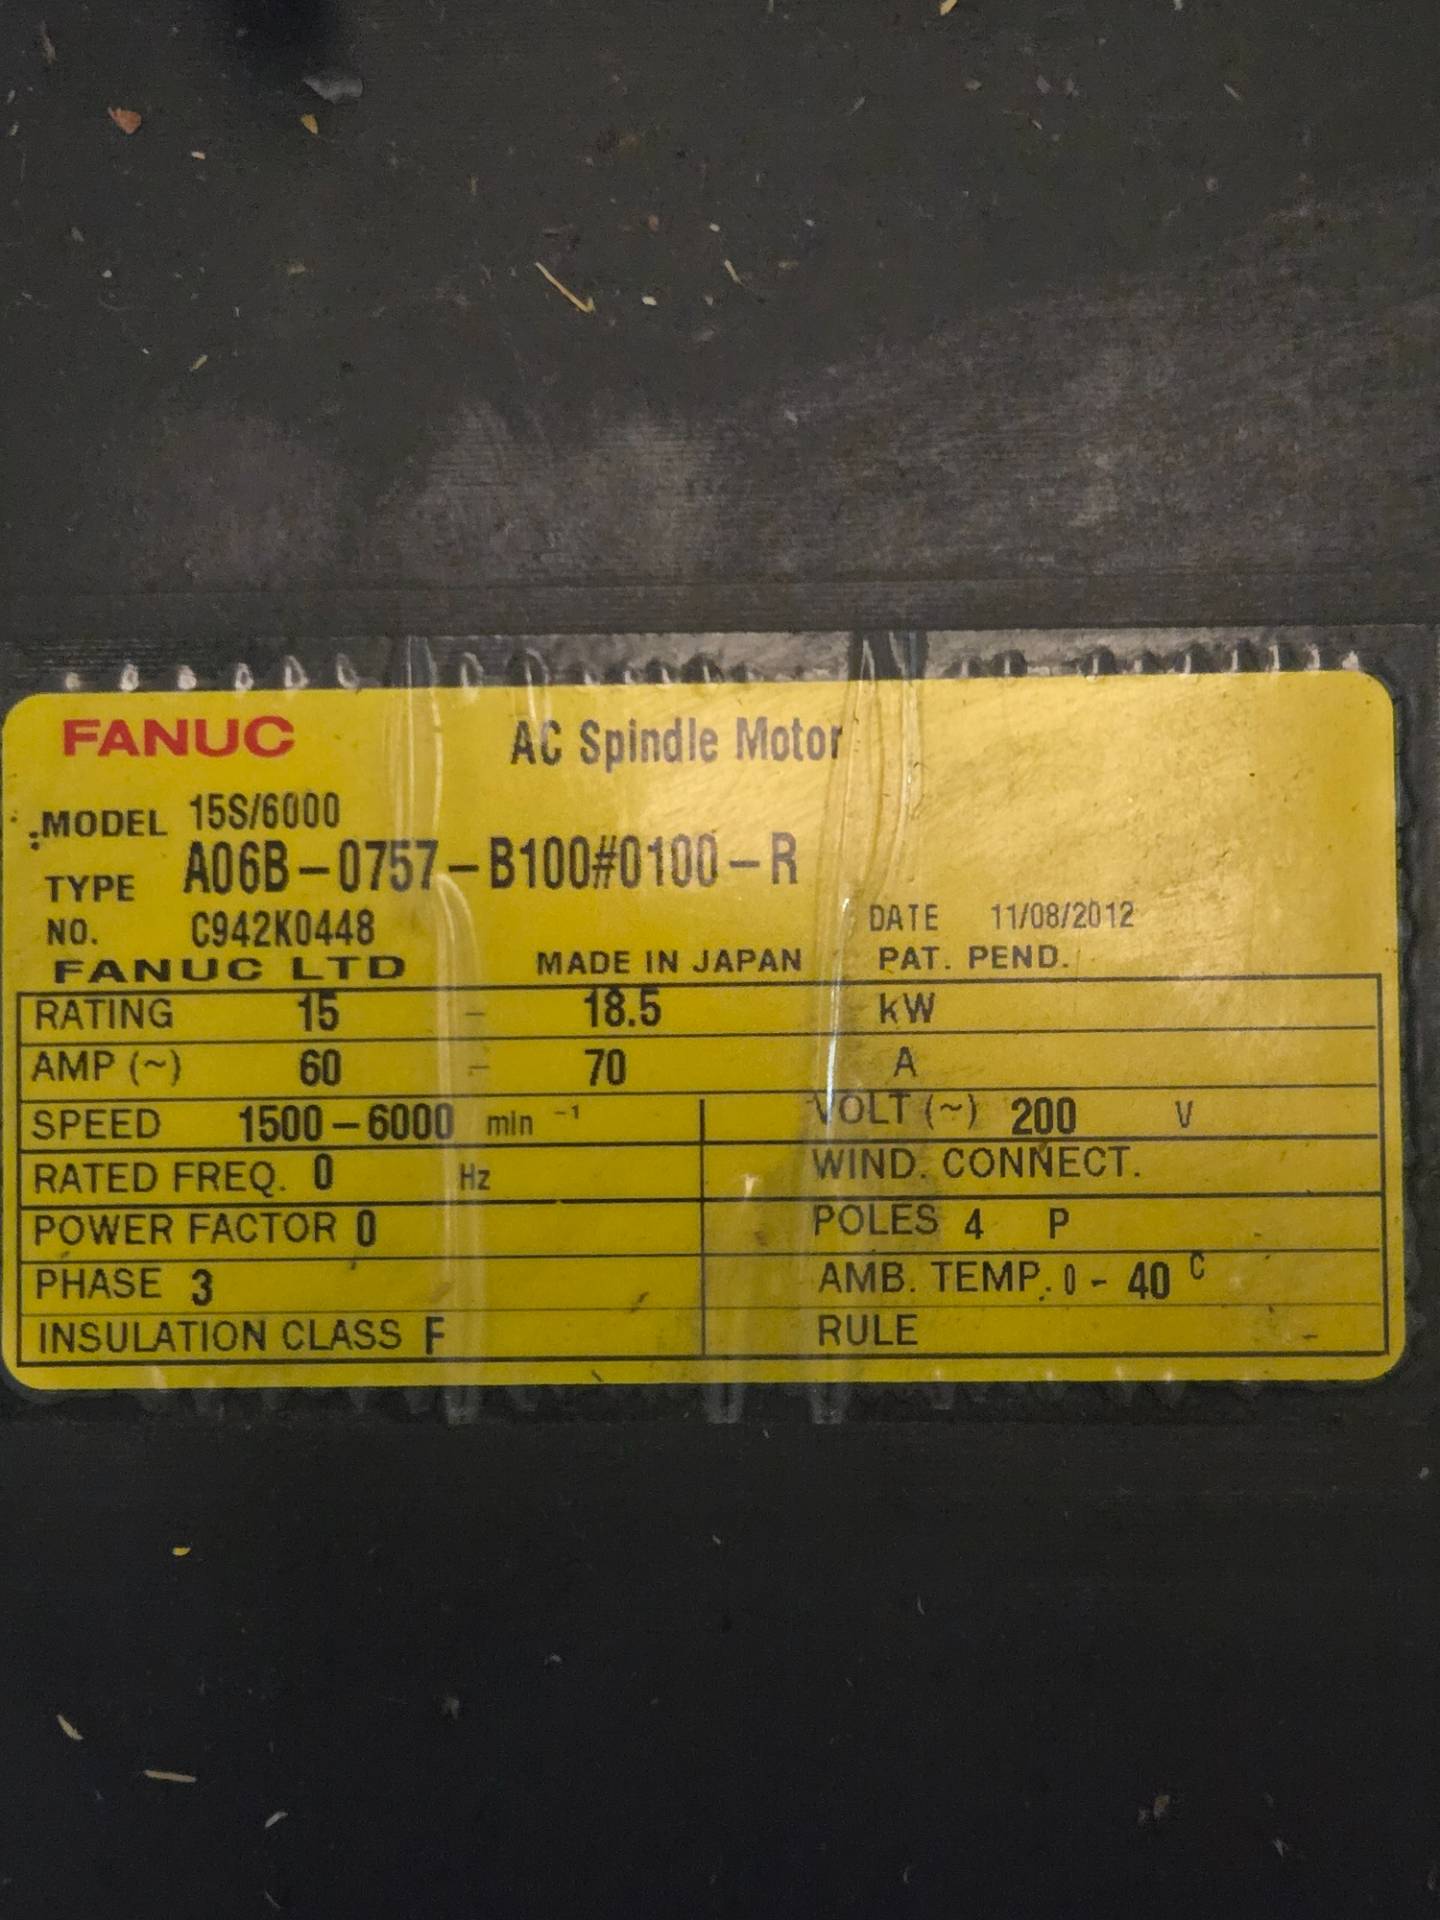 FANUC AC Spindle Motor
MODEL 15S/6000
TYPE A06B-0757-B100#0100-R
NO. C942K0448 DATE 11/08/2012
FANUC LTD MADE IN JAPAN PAT. PEND.
RATING 15 - 18.5 kW
AMP (~) 60 - 70 A
SPEED 1500-6000 min -1 VOLT (~) 200 V
RATED FREQ. 0 Hz WIND. CONNECT.
POWER FACTOR 0 POLES 4 P
PHASE 3 AMB. TEMP. 0 - 40 C
INSULATION CLASS F RULE -